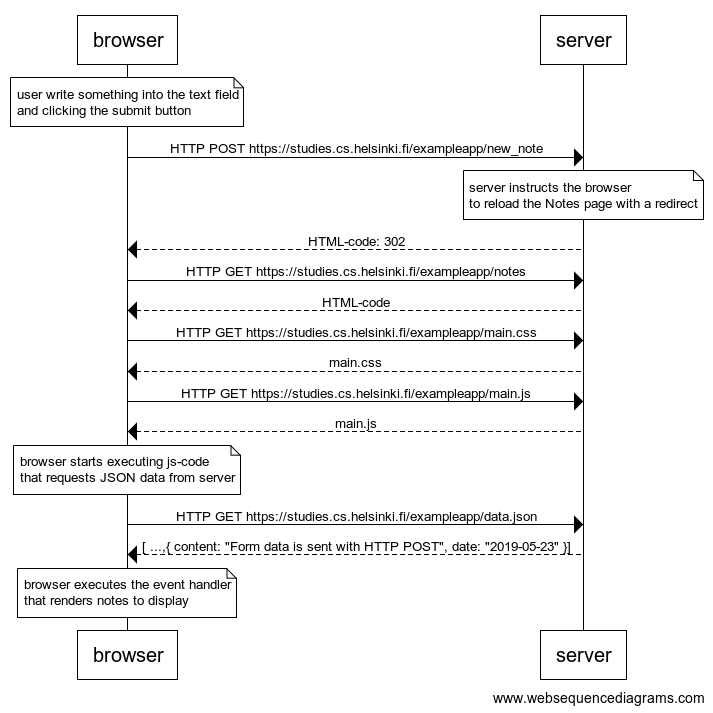 browser
server
user write something into the text field
and clicking the submit button
HTTP POST https://studies.cs.helsinki.fi/exampleapp/new_note
server instructs the browser
to reload the Notes page with a redirect
HTML-code: 302
HTTP GET https://studies.cs.helsinki.fi/exampleapp/notes
HTML-code
HTTP GET https://studies.cs.helsinki.fi/exampleapp/main.css
main.css
HTTP GET https://studies.cs.helsinki.fi/exampleapp/main.js
main.js
browser starts executing js-code
that requests JSON data from server
HTTP GET https://studies.cs.helsinki.fi/exampleapp/data.json
[ ...,{ content: "Form data is sent with HTTP POST", date: "2019-05-23" }]
browser executes the event handler
that renders notes to display
browser
server
www.websequencediagrams.com